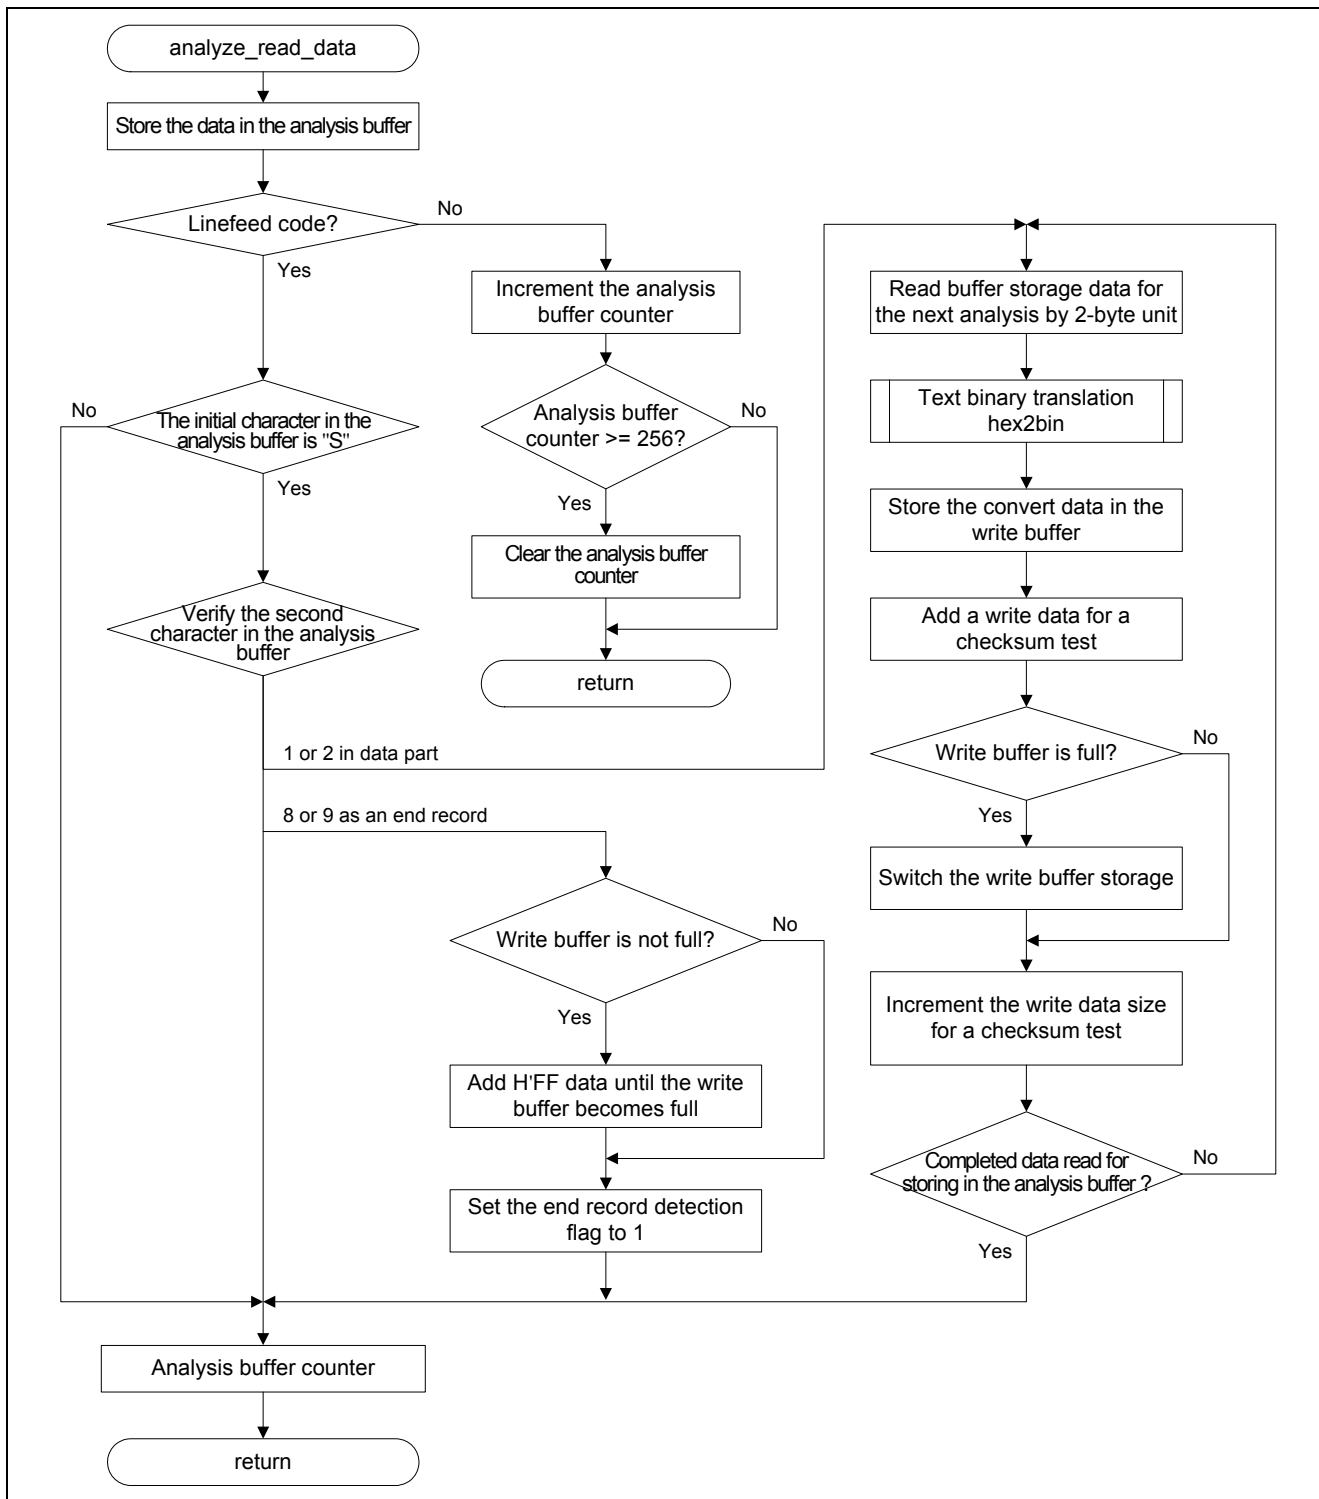 analyze_read_data
Store the data in the analysis buffer
Linefeed code?
No
Yes
Increment the analysis
buffer counter
Analysis buffer
counter >= 256?
No
Yes
Clear the analysis buffer
counter
return
No
The initial character in the
analysis buffer is "S"
Yes
Verify the second
character in the analysis
buffer
1 or 2 in data part
8 or 9 as an end record
Write buffer is not full?
No
Yes
Add H'FF data until the write
buffer becomes full
Set the end record detection
flag to 1
Read buffer storage data for
the next analysis by 2-byte unit
Text binary translation
hex2bin
Store the convert data in the
write buffer
Add a write data for a
checksum test
Write buffer is full?
No
Yes
Switch the write buffer storage
Increment the write data size
for a checksum test
Completed data read for
storing in the analysis buffer ?
No
Yes
Analysis buffer counter
return